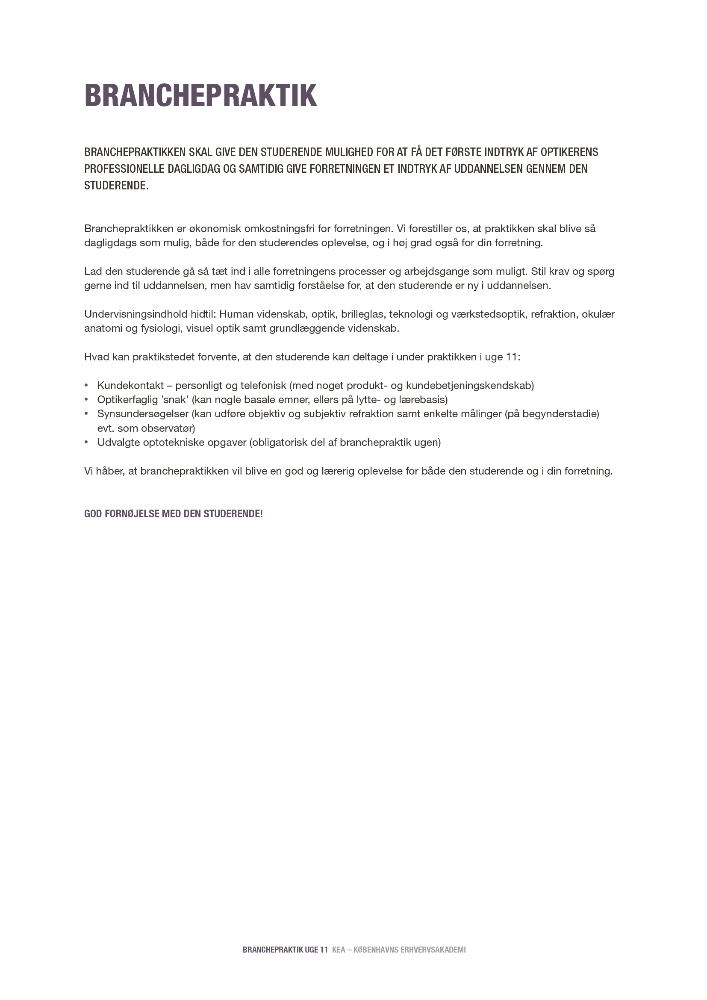 BRANCHEPRAKTIK
BRANCHEPRAKTIKKEN SKAL GIVE DEN STUDERENDE MULIGHED FOR AT FÅ DET FØRSTE INDTRYK AF OPTIKERENS
PROFESSIONELLE DAGLIGDAG OG SAMTIDIG GIVE FORRETNINGEN ET INDTRYK AF UDDANNELSEN GENNEM DEN
STUDERENDE.
Branchepraktikken er økonomisk omkostningsfri for forretningen. Vi forestiller os, at praktikken skal blive så
dagligdags som mulig, både for den studerendes oplevelse, og i høj grad også for din forretning.
Lad den studerende gå så tæt ind i alle forretningens processer og arbejdsgange som muligt. Stil krav og spørg
gerne ind til uddannelsen, men hav samtidig forståelse for, at den studerende er ny i uddannelsen.
Undervisningsindhold hidtil: Human videnskab, optik, brilleglas, teknologi og værkstedsoptik, refraktion, okulær
anatomi og fysiologi, visuel optik samt grundlæggende videnskab.
Hvad kan praktikstedet forvente, at den studerende kan deltage i under praktikken i uge 11:
• Kundekontakt – personligt og telefonisk (med noget produkt- og kundebetjeningskendskab)
• Optikerfaglig ’snak’ (kan nogle basale emner, ellers på lytte- og lærebasis)
• Synsundersøgelser (kan udføre objektiv og subjektiv refraktion samt enkelte målinger (på begynderstadie)
evt. som observatør)
• Udvalgte optotekniske opgaver (obligatorisk del af branchepraktik ugen)
Vi håber, at branchepraktikken vil blive en god og lærerig oplevelse for både den studerende og i din forretning.
GOD FORNØJELSE MED DEN STUDERENDE!
BRANCHEPRAKTIK UGE 11 KEA – KØBENHAVNS ERHVERVSAKADEMI